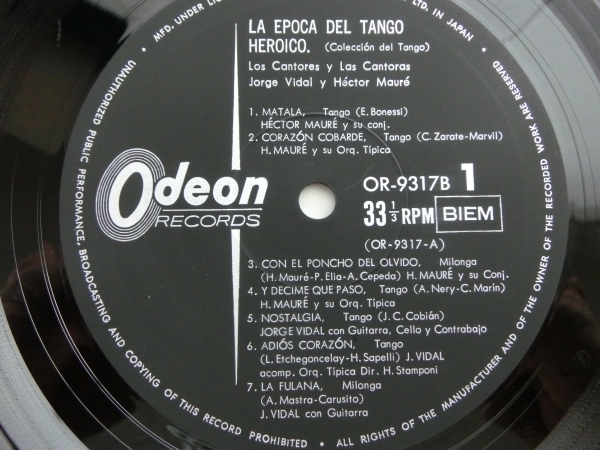 • MFD. UNDER LIC LTD. IN JAPAN •
LA EPOCA DEL TANGO
HEROICO. (Colección del Tango)
Los Cantores y Las Cantoras
Jorge Vidal y Héctor Mauré
1. MATALA, Tango (E. Bonessi)
HÉCTOR MAURÉ y su conj.
2. CORAZÓN COBARDE, Tango (C. Zarate-Marvil)
H. MAURÉ y su Orq. Típica
Odeon
RECORDS
OR-9317B 1
33 1/3 RPM BIEM
(OR-9317-A)
3. CON EL PONCHO DEL OLVIDO, Milonga
(H. Mauré-P. Elia-A. Cepeda) H. MAURÉ y su Conj.
4. Y DECIME QUE PASO, Tango (A. Nery-C. Marín)
H. MAURÉ y su Orq. Típica
5. NOSTALGIA, Tango (J. C. Cobián)
JORGE VIDAL con Guitarra, Cello y Contrabajo
6. ADIÓS CORAZÓN, Tango
(L. Etchegoncelay-H. Sapelli) J. VIDAL
acomp. Orq. Típica Dir. H. Stamponi
7. LA FULANA, Milonga
(A. Mastra-Carusito)
J. VIDAL con Guitarra
UNAUTHORIZED PUBLIC PERFORMANCE, BROADCASTING AND COPYING OF THIS RECORD PROHIBITED • ALL RIGHTS OF THE MANUFACTURER AND OF THE OWNER OF THE RECORDED WORK ARE RESERVED